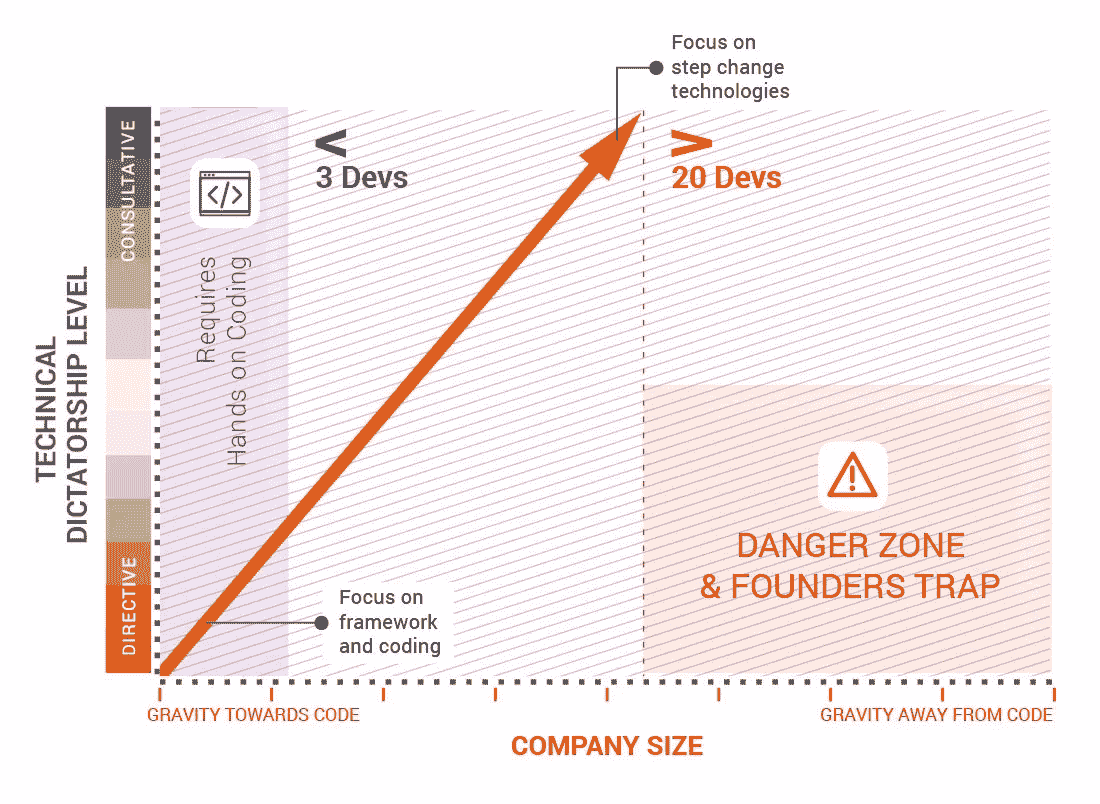 Focus on
step change
technologies
CONSULTATIVE
<
3 Devs
>
20 Devs
</>
Requires
Hands on Coding
TECHNICAL
DICTATORSHIP LEVEL
DIRECTIVE
DANGER ZONE
& FOUNDERS TRAP
Focus on
framework
and coding
GRAVITY TOWARDS CODE
GRAVITY AWAY FROM CODE
COMPANY SIZE